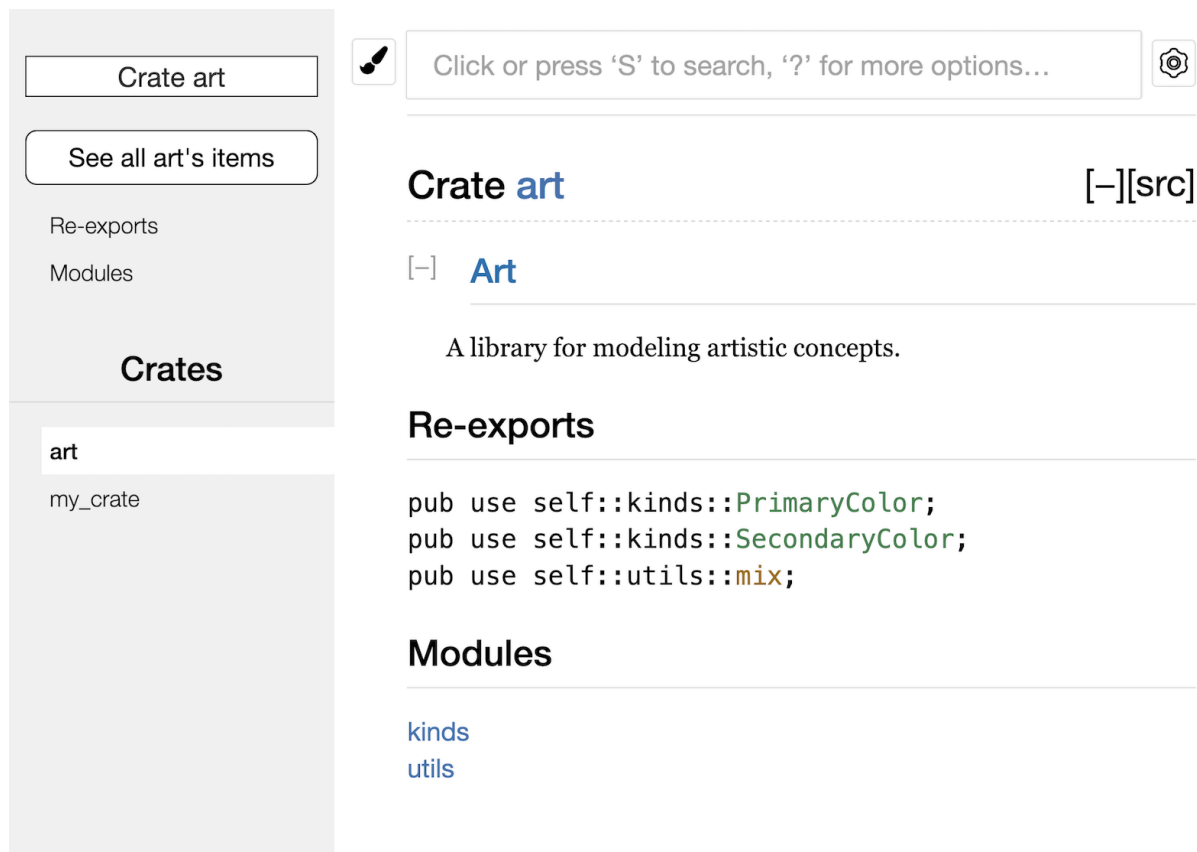 Crate art
See all art's items
Re-exports
Modules
Crates
art
my_crate
Click or press ‘S’ to search, ‘?’ for more options…
Crate art
[−][src]
[−] Art
A library for modeling artistic concepts.
Re-exports
pub use self::kinds::PrimaryColor;
pub use self::kinds::SecondaryColor;
pub use self::utils::mix;
Modules
kinds
utils